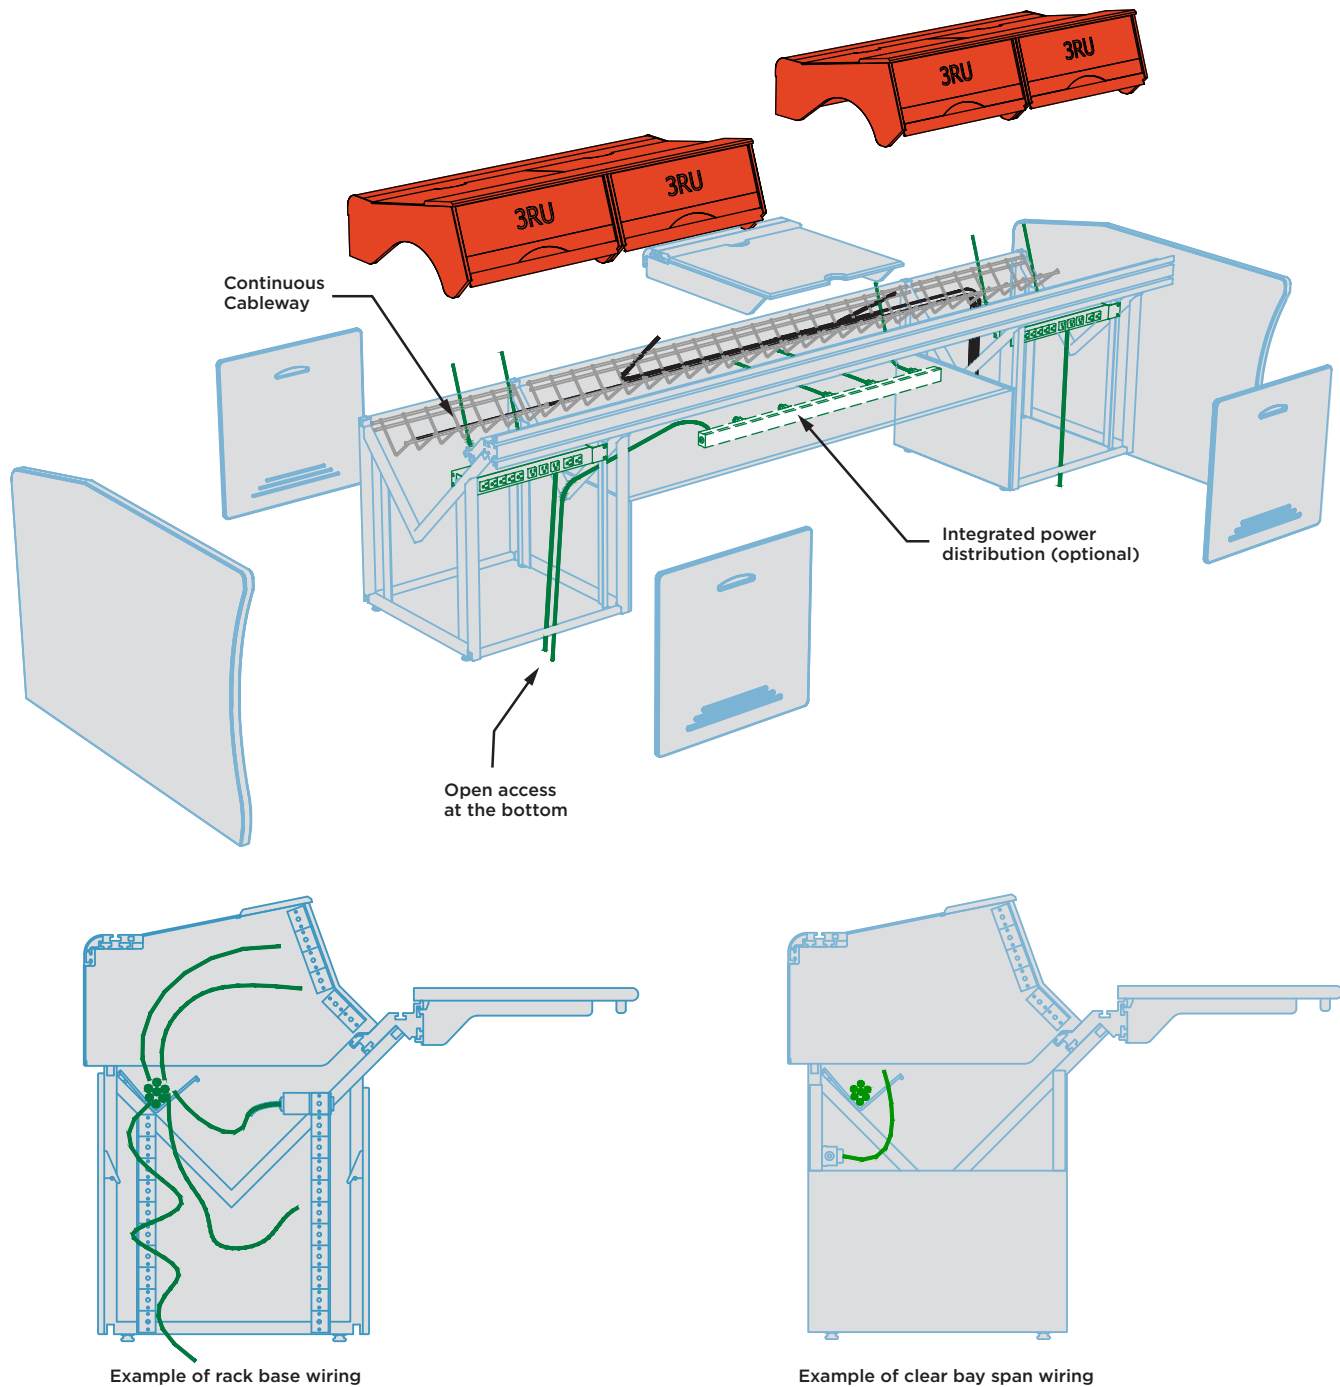 3RU
3RU
3RU
3RU
Continuous
Cableway
Integrated power
distribution (optional)
Open access
at the bottom
Example of rack base wiring
Example of clear bay span wiring